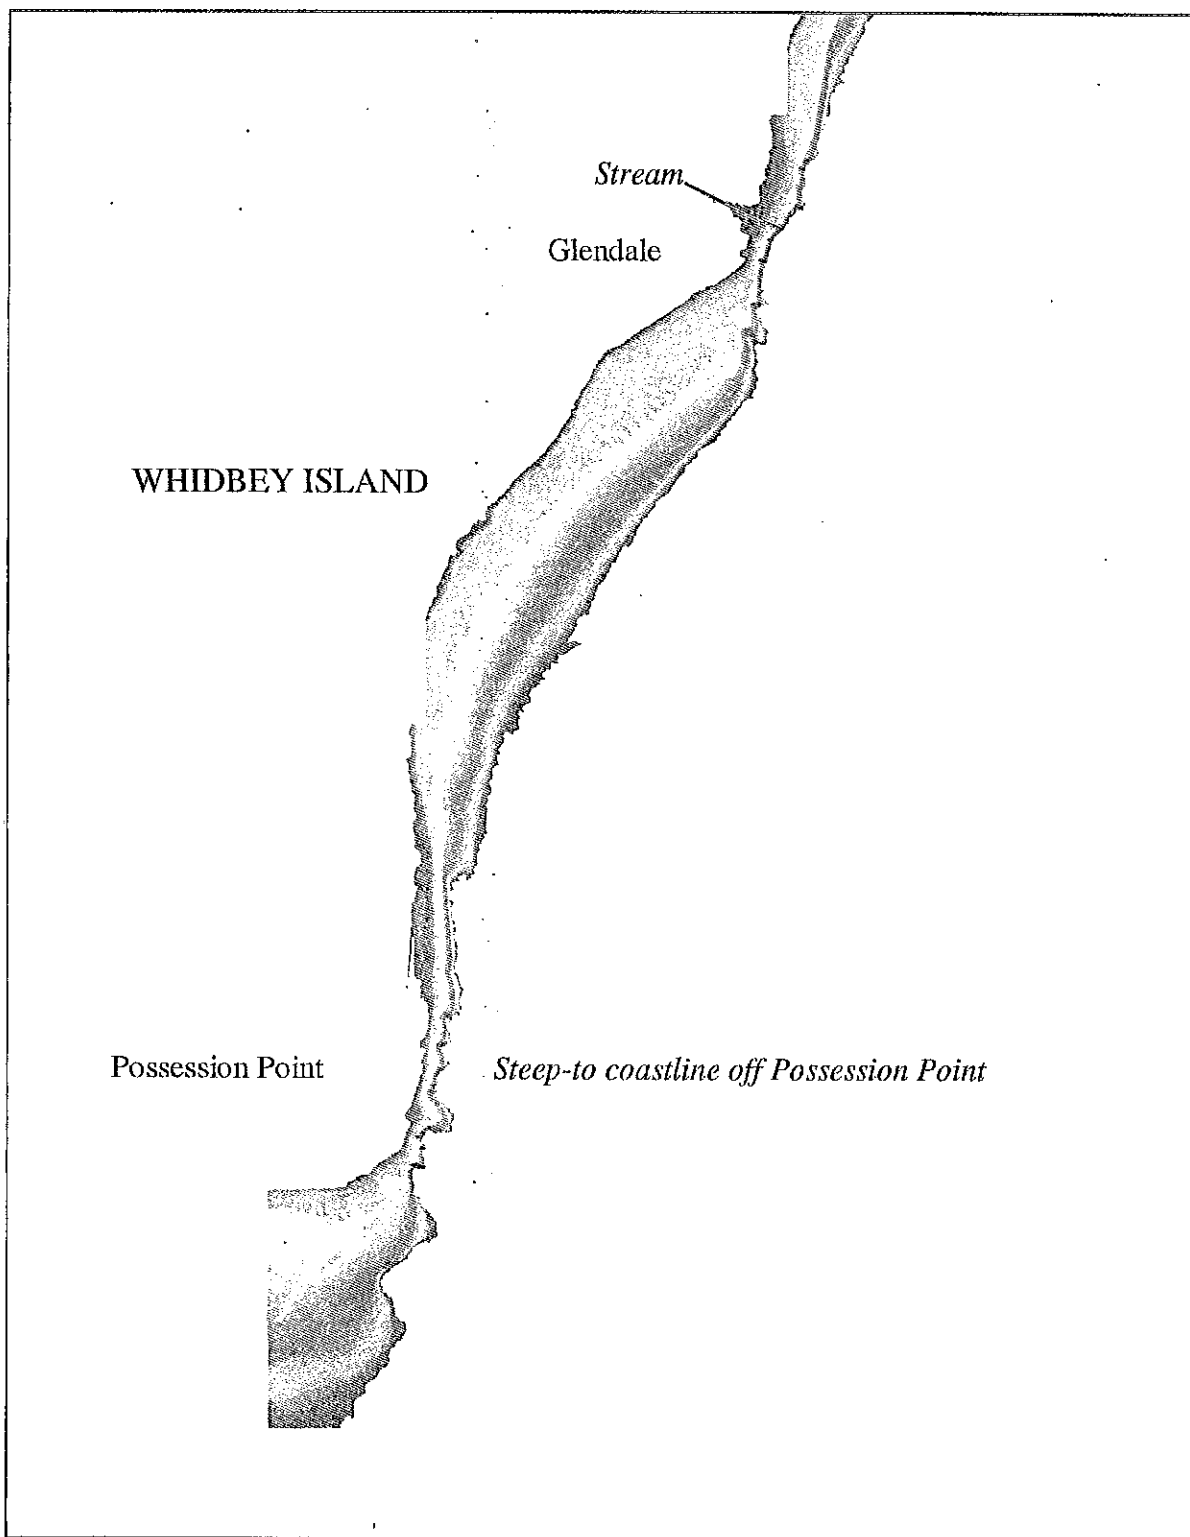 Stream
Glendale
WHIDBEY ISLAND
Possession Point
Steep-to coastline off Possession Point